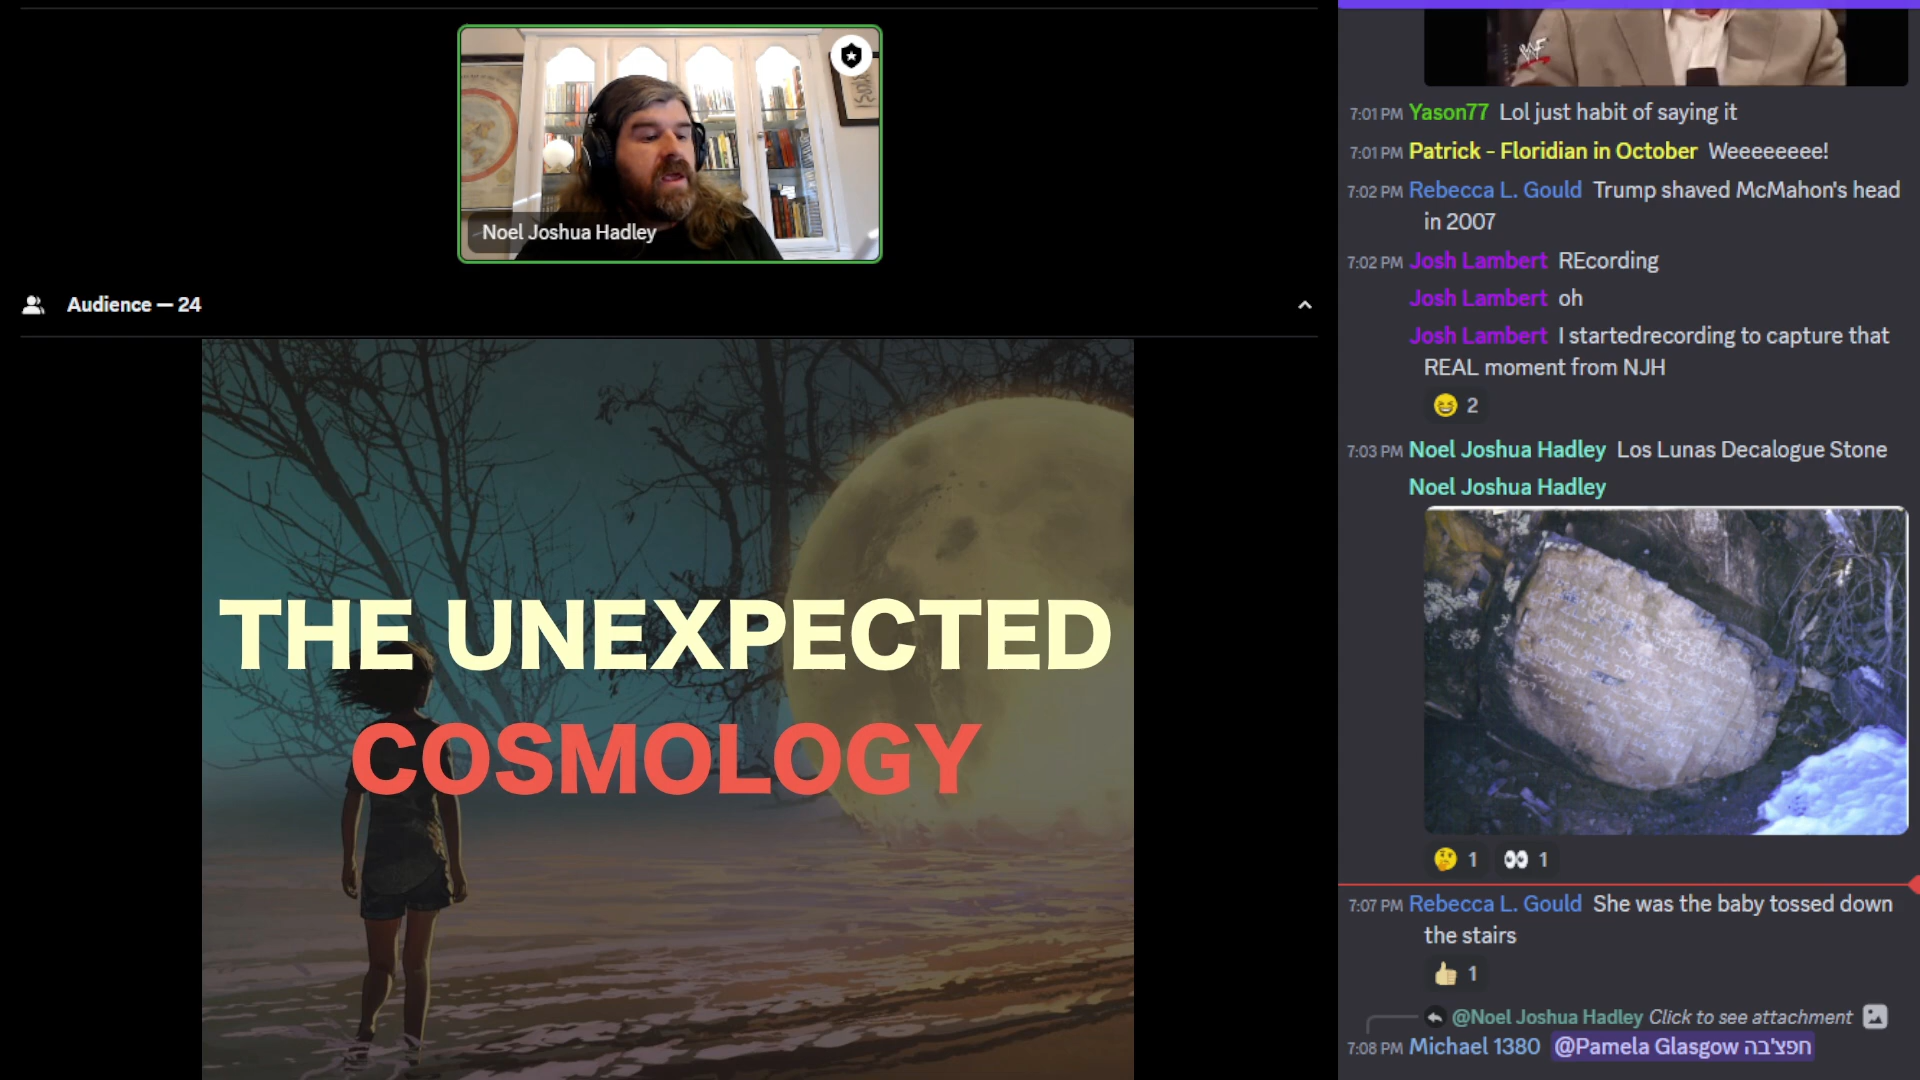 Noel Joshua Hadley
Audience — 24
THE UNEXPECTED
COSMOLOGY
7:01 PM Yason77 Lol just habit of saying it
7:01 PM Patrick - Floridian in October Weeeeeeee!
7:02 PM Rebecca L. Gould Trump shaved McMahon's head
in 2007
7:02 PM Josh Lambert REcording
Josh Lambert oh
Josh Lambert I startedrecording to capture that
REAL moment from NJH
2
7:03 PM Noel Joshua Hadley Los Lunas Decalogue Stone
Noel Joshua Hadley
1 1
7:07 PM Rebecca L. Gould She was the baby tossed down
the stairs
1
@Noel Joshua Hadley Click to see attachment
7:08 PM Michael 1380 @Pamela Glasgow חפצ'בה